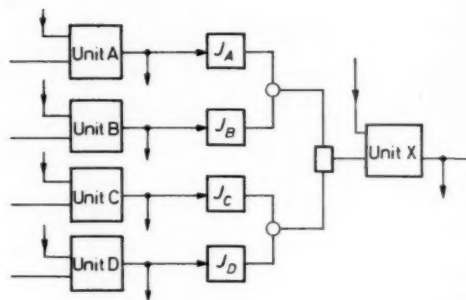 Unit A
J_A
Unit B
J_B
Unit X
Unit C
J_C
Unit D
J_D